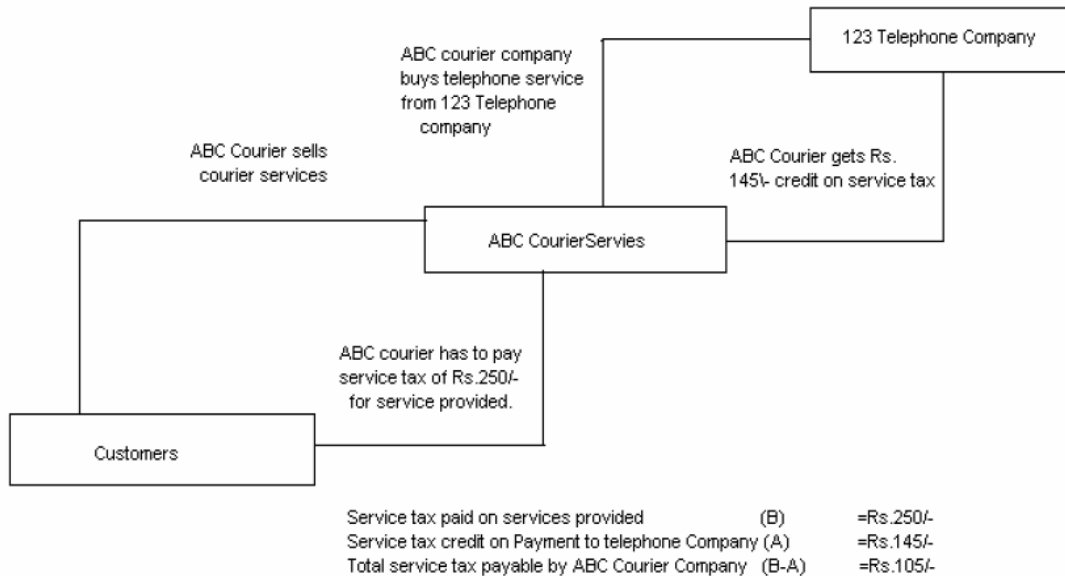 123 Telephone Company
ABC courier company
buys telephone service
from 123 Telephone
company
ABC Courier sells
courier services
ABC Courier gets Rs.
145\- credit on service tax
ABC CourierServies
ABC courier has to pay
service tax of Rs.250/-
for service provided.
Customers
Service tax paid on services provided (B) =Rs.250/-
Service tax credit on Payment to telephone Company (A) =Rs.145/-
Total service tax payable by ABC Courier Company (B-A) =Rs.105/-